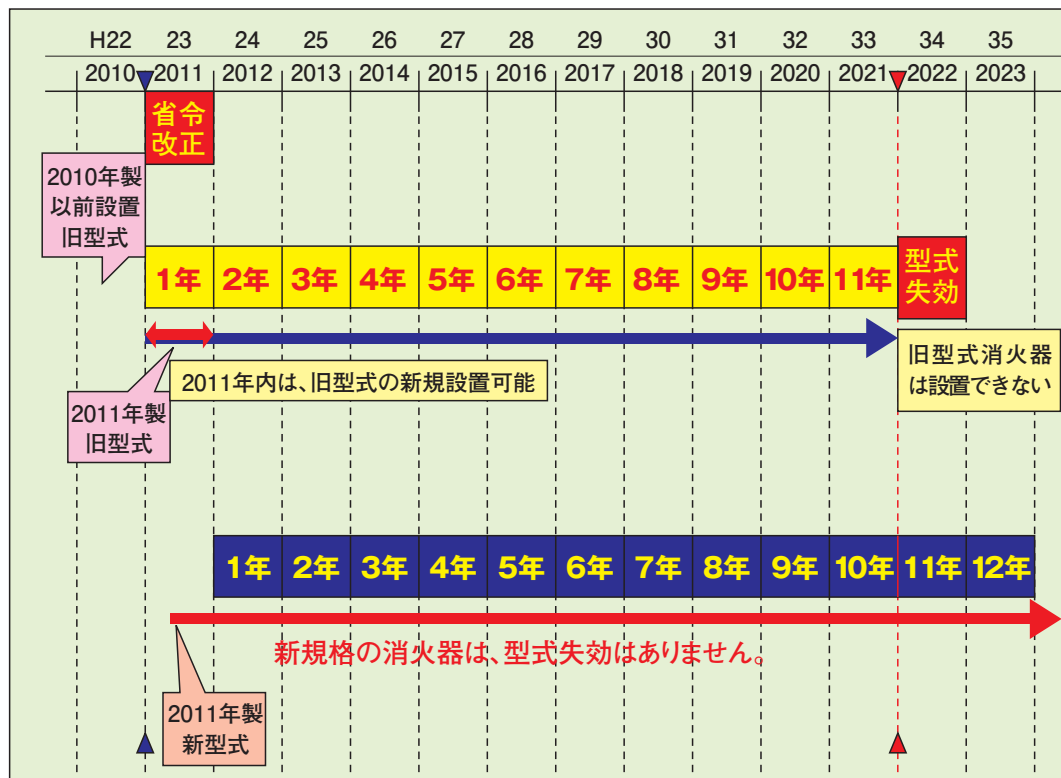 H22 23 24 25 26 27 28 29 30 31 32 33 34 35
2010 2011 2012 2013 2014 2015 2016 2017 2018 2019 2020 2021 2022 2023
省令
改正
2010年製
以前設置
旧型式
1年 2年 3年 4年 5年 6年 7年 8年 9年 10年 11年
型式
失効
2011年内は、旧型式の新規設置可能
旧型式消火器
は設置できない
2011年製
旧型式
1年 2年 3年 4年 5年 6年 7年 8年 9年 10年 11年 12年
新規格の消火器は、型式失効はありません。
2011年製
新型式